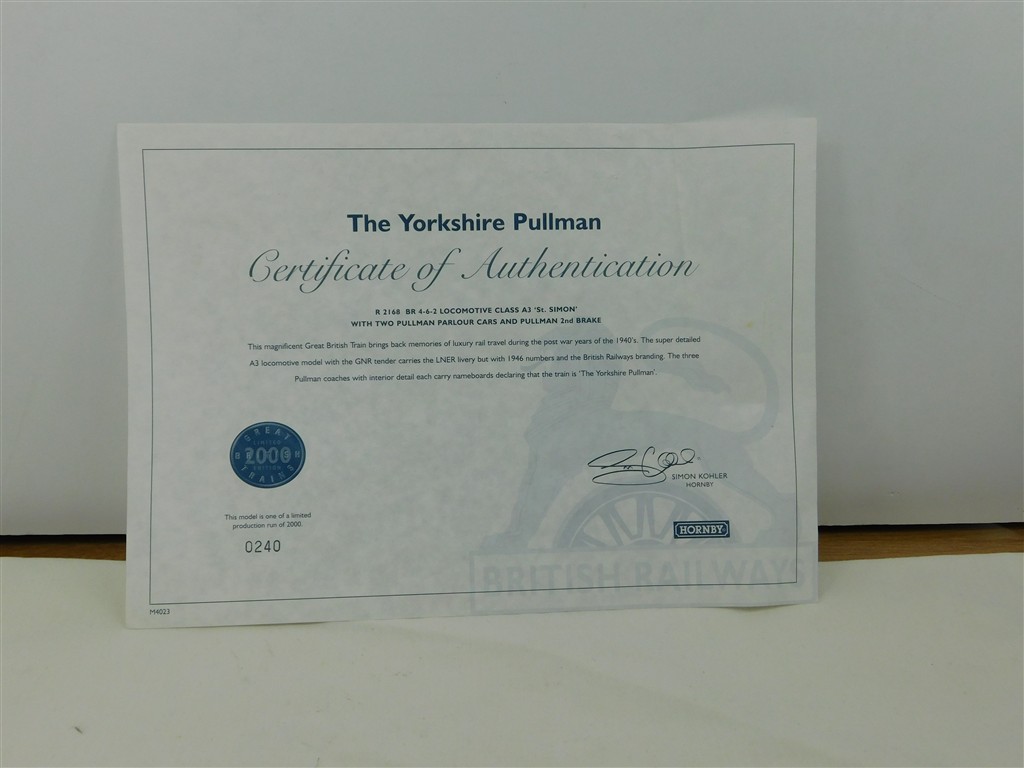 The Yorkshire Pullman
Certificate of Authentication
R 2168 BR 4-6-2 LOCOMOTIVE CLASS A3 'St. SIMON'
WITH TWO PULLMAN PARLOUR CARS AND PULLMAN 2nd BRAKE
This magnificent Great British Train brings back memories of luxury rail travel during the post war years of the 1940's. The super detailed
A3 locomotive model with the GNR tender carries the LNER livery but with 1946 numbers and the British Railways branding. The three
Pullman coaches with interior detail each carry nameboards declaring that the train is 'The Yorkshire Pullman'.
GREAT
LIMITED
2000
EDITION
TRAINS
SIMON KOHLER
HORNBY
This model is one of a limited
production run of 2000.
0240
HORNBY
BRITISH RAILWAYS
M4023